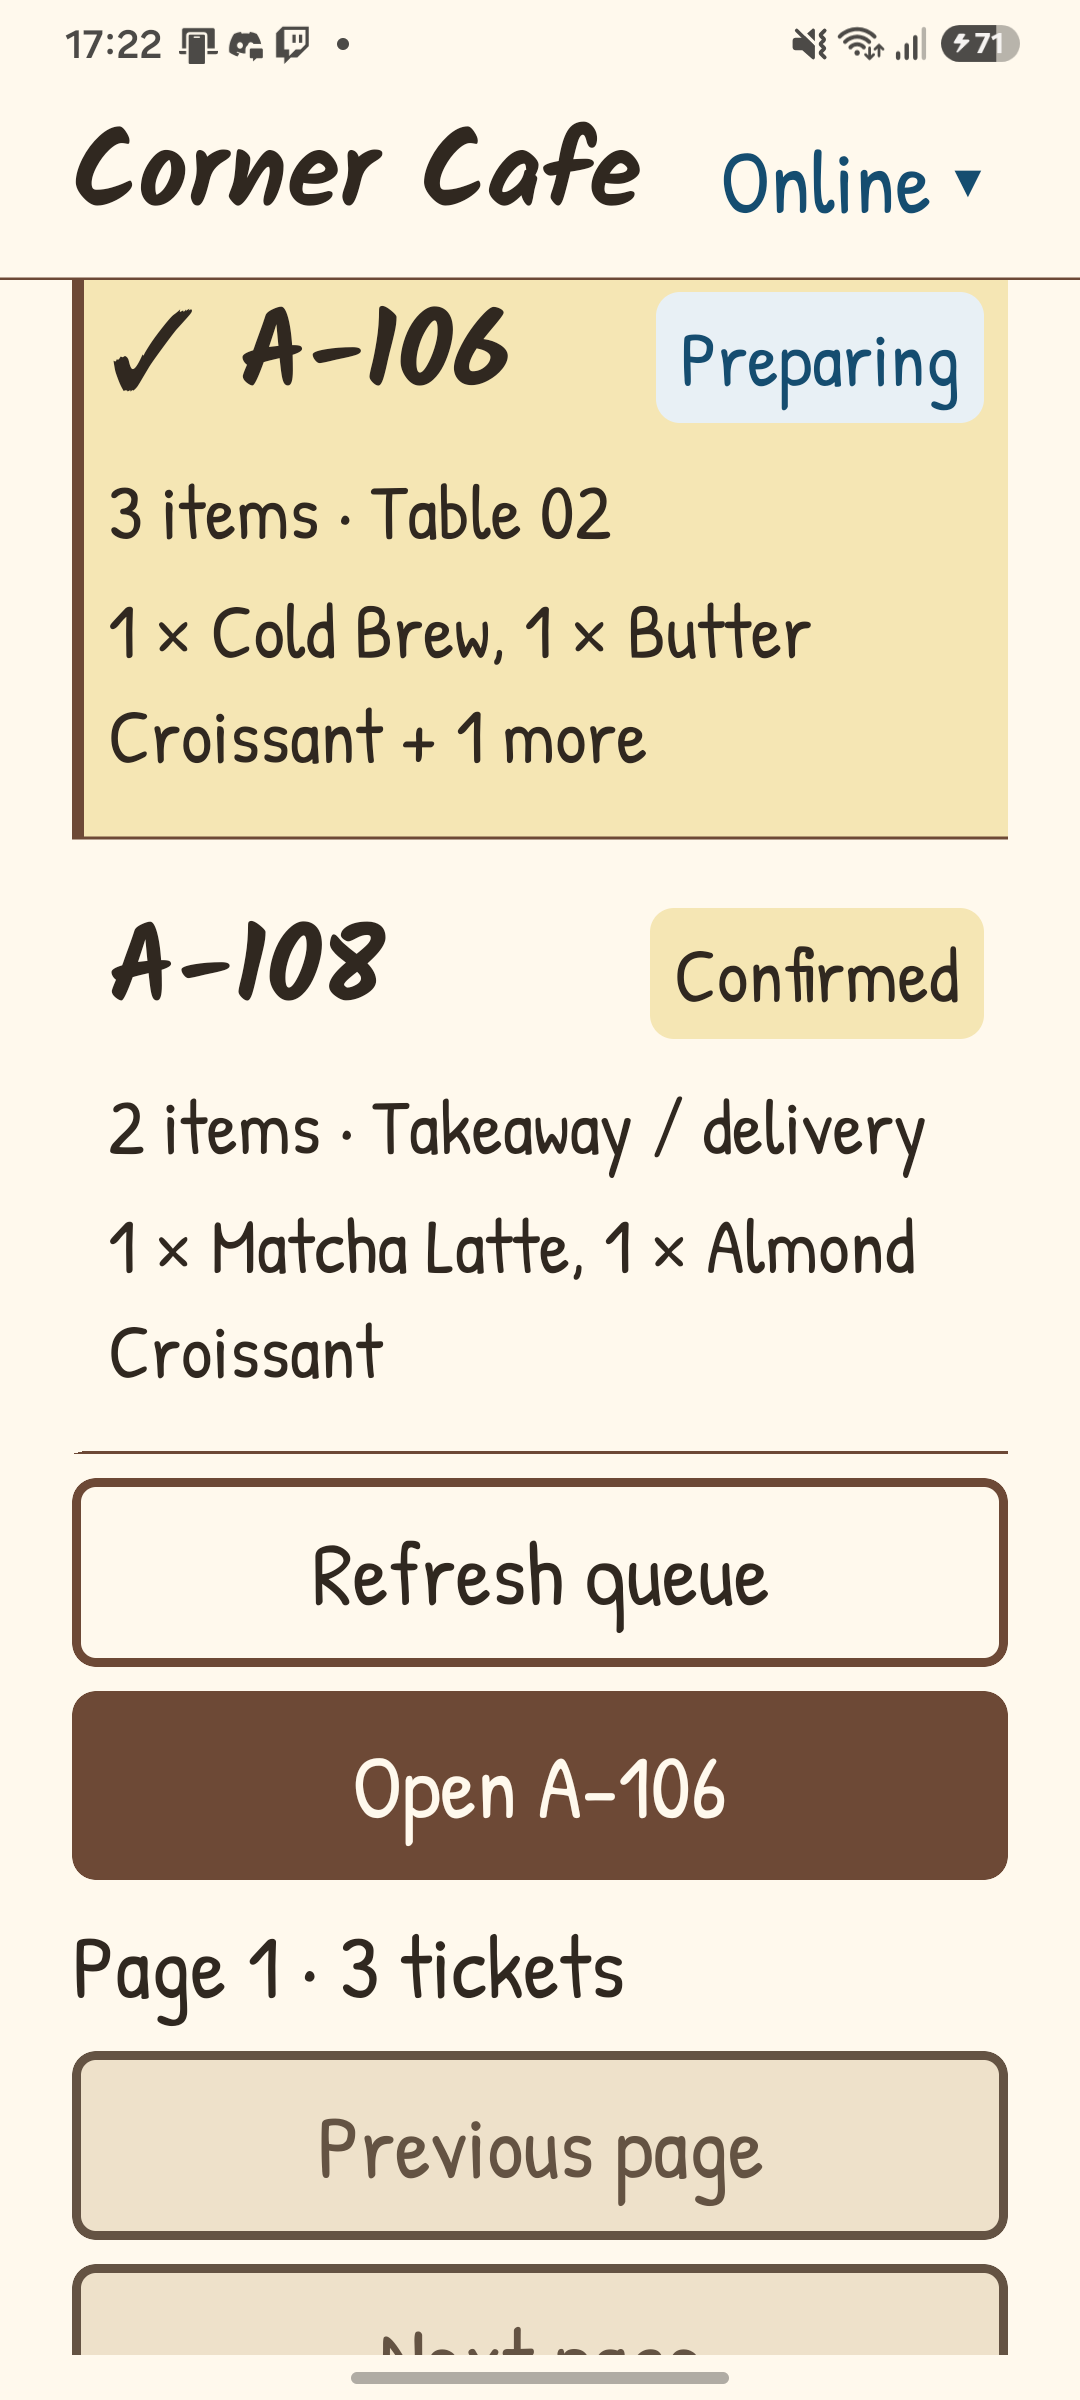 17:22
71
Corner Cafe
Online ▼
✓ A-106
Preparing
3 items · Table 02
1 × Cold Brew, 1 × Butter
Croissant + 1 more
A-108
Confirmed
2 items · Takeaway / delivery
1 × Matcha Latte, 1 × Almond
Croissant
Refresh queue
Open A-106
Page 1 · 3 tickets
Previous page
Next page